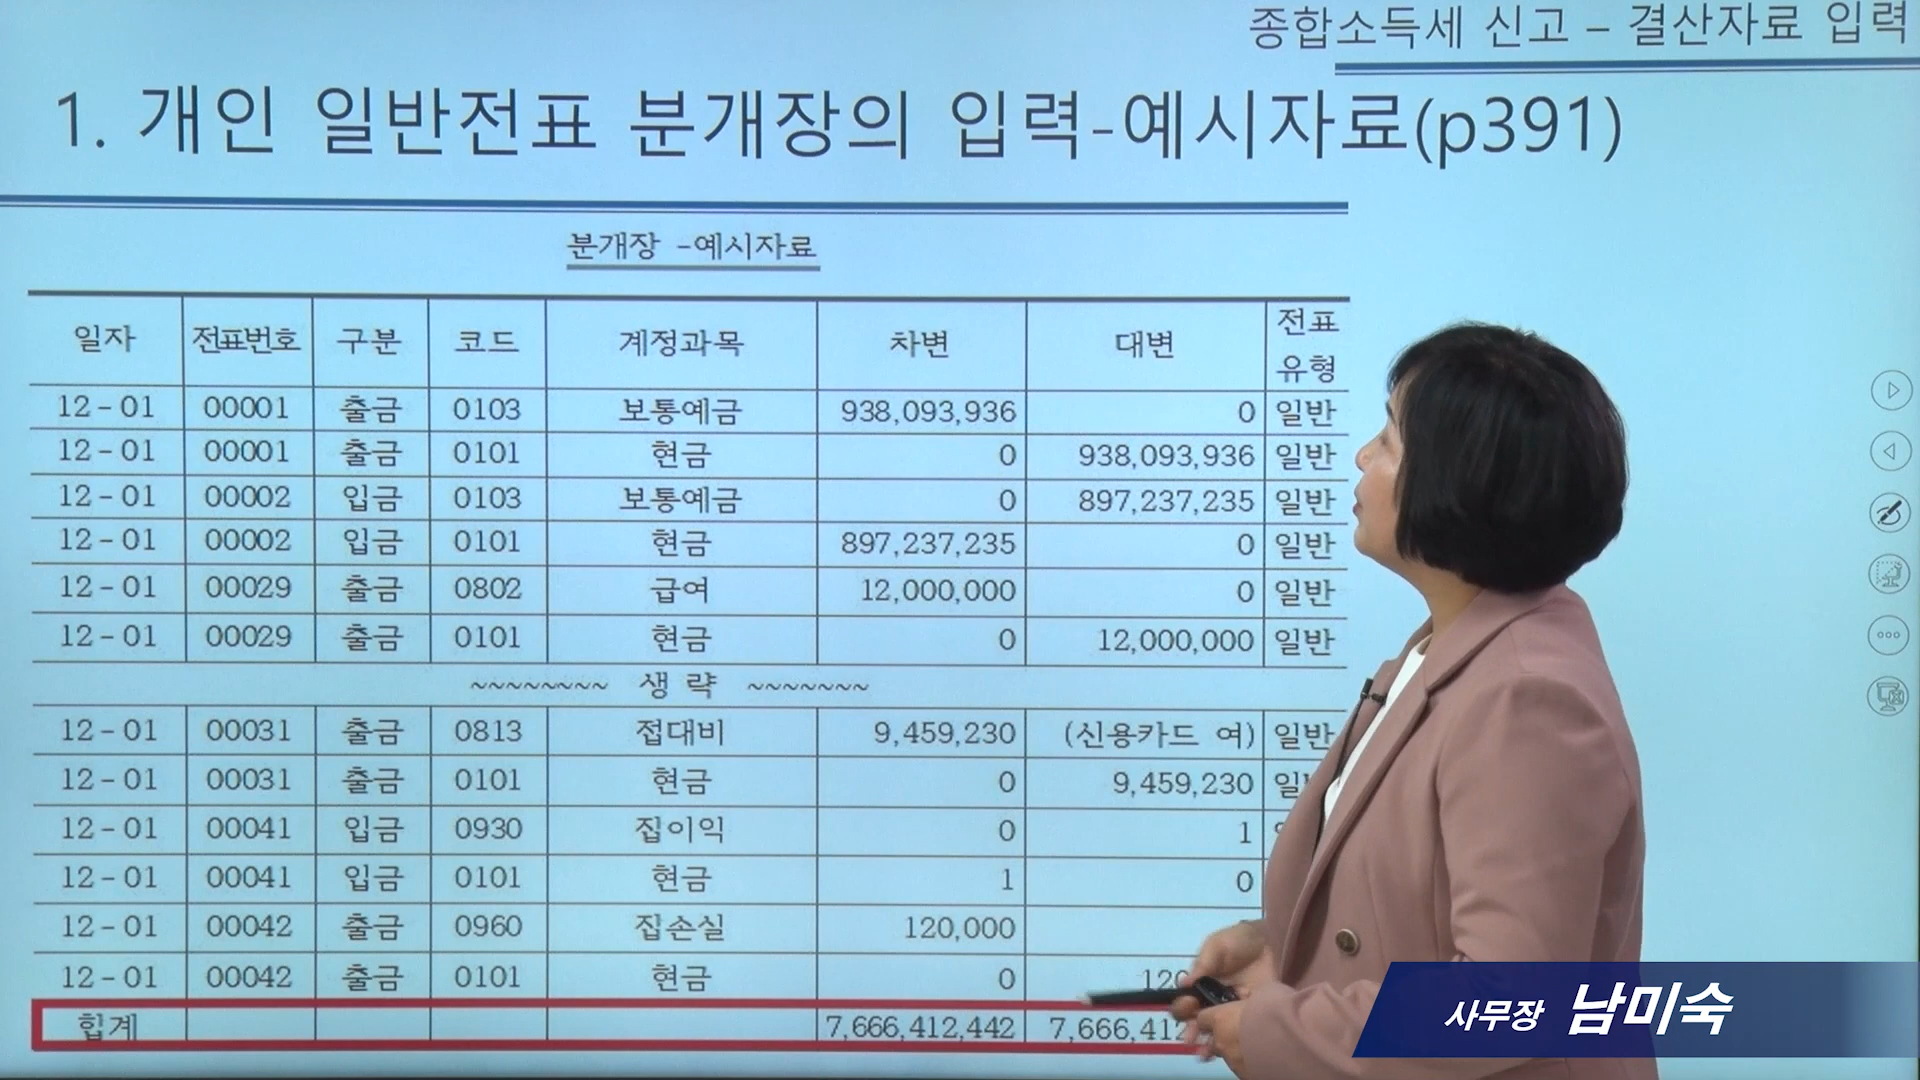 종합소득세 신고 – 결산자료 입력
1. 개인 일반전표 분개장의 입력-예시자료(p391)
분개장 -예시자료
일자 전표번호 구분 코드 계정과목 차변 대변 전표 유형
12-01 00001 출금 0103 보통예금 938,093,936 0 일반
12-01 00001 출금 0101 현금 0 938,093,936 일반
12-01 00002 입금 0103 보통예금 0 897,237,235 일반
12-01 00002 입금 0101 현금 897,237,235 0 일반
12-01 00029 출금 0802 급여 12,000,000 0 일반
12-01 00029 출금 0101 현금 0 12,000,000 일반
~~~~~~~~ 생 략 ~~~~~~~
12-01 00031 출금 0813 접대비 9,459,230 (신용카드 여) 일반
12-01 00031 출금 0101 현금 0 9,459,230
12-01 00041 입금 0930 잡이익 0 1
12-01 00041 입금 0101 현금 1 0
12-01 00042 출금 0960 잡손실 120,000
12-01 00042 출금 0101 현금 0
합계 7,666,412,442
사무장 남미숙